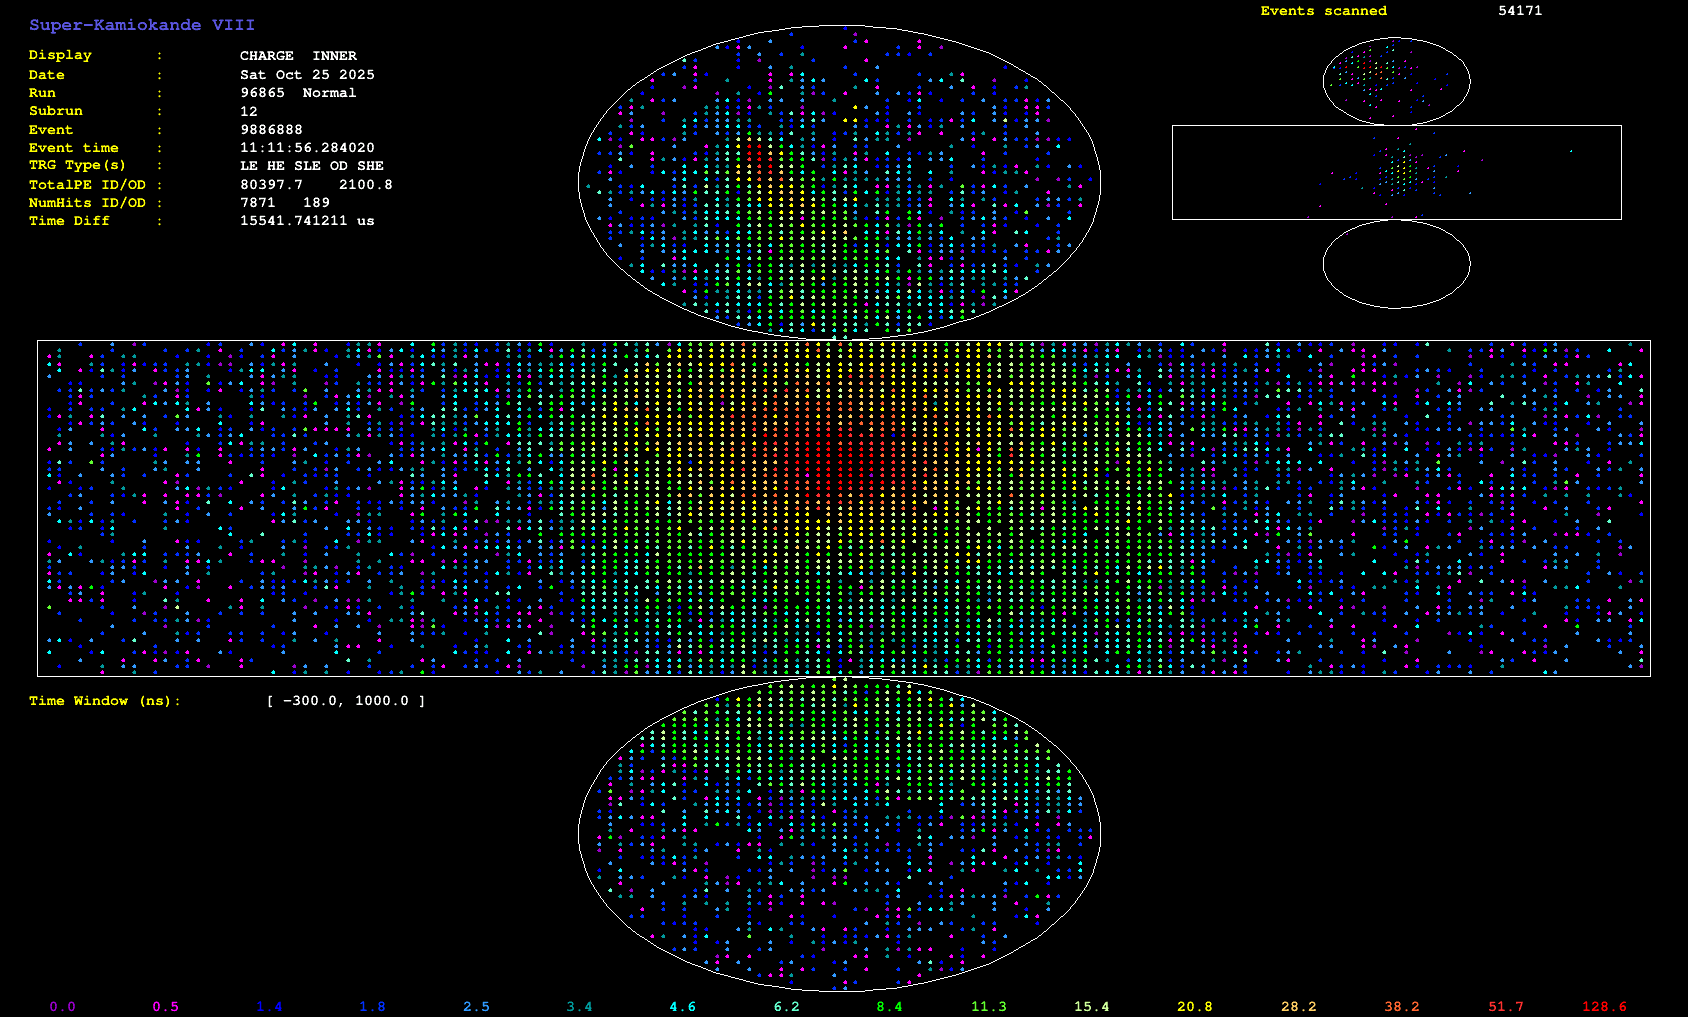 Super-Kamiokande VIII
Events scanned 54171
Display : CHARGE INNER
Date : Sat Oct 25 2025
Run : 96865 Normal
Subrun : 12
Event : 9886888
Event time : 11:11:56.284020
TRG Type(s) : LE HE SLE OD SHE
TotalPE ID/OD : 80397.7 2100.8
NumHits ID/OD : 7871 189
Time Diff : 15541.741211 us
Time Window (ns): [ -300.0, 1000.0 ]
0.0 0.5 1.4 1.8 2.5 3.4 4.6 6.2 8.4 11.3 15.4 20.8 28.2 38.2 51.7 128.6